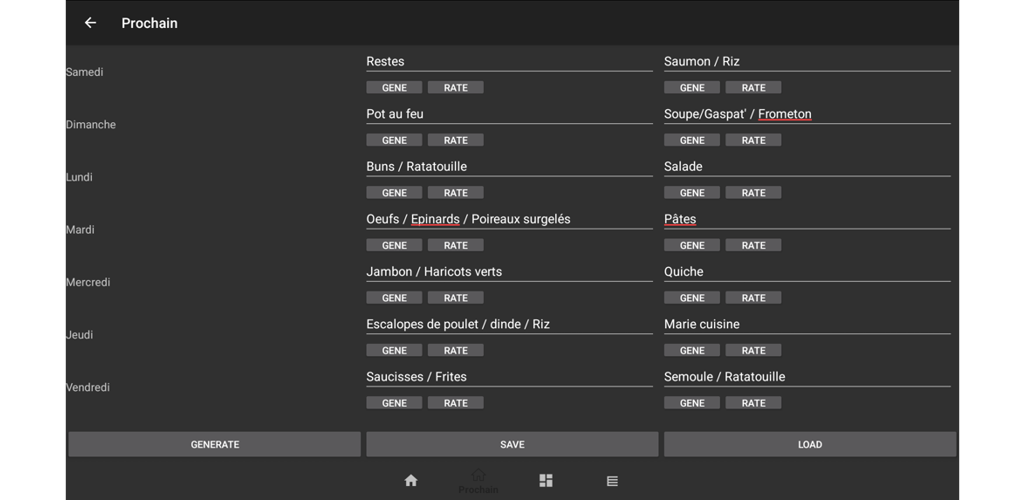 Prochain
Samedi
Restes
Saumon / Riz
GENE RATE GENE RATE
Dimanche
Pot au feu
Soupe/Gaspat' / Frometon
GENE RATE GENE RATE
Lundi
Buns / Ratatouille
Salade
GENE RATE GENE RATE
Mardi
Oeufs / Epinards / Poireaux surgelés
Pâtes
GENE RATE GENE RATE
Mercredi
Jambon / Haricots verts
Quiche
GENE RATE GENE RATE
Jeudi
Escalopes de poulet / dinde / Riz
Marie cuisine
GENE RATE GENE RATE
Vendredi
Saucisses / Frites
Semoule / Ratatouille
GENE RATE GENE RATE
GENERATE SAVE LOAD
Prochain